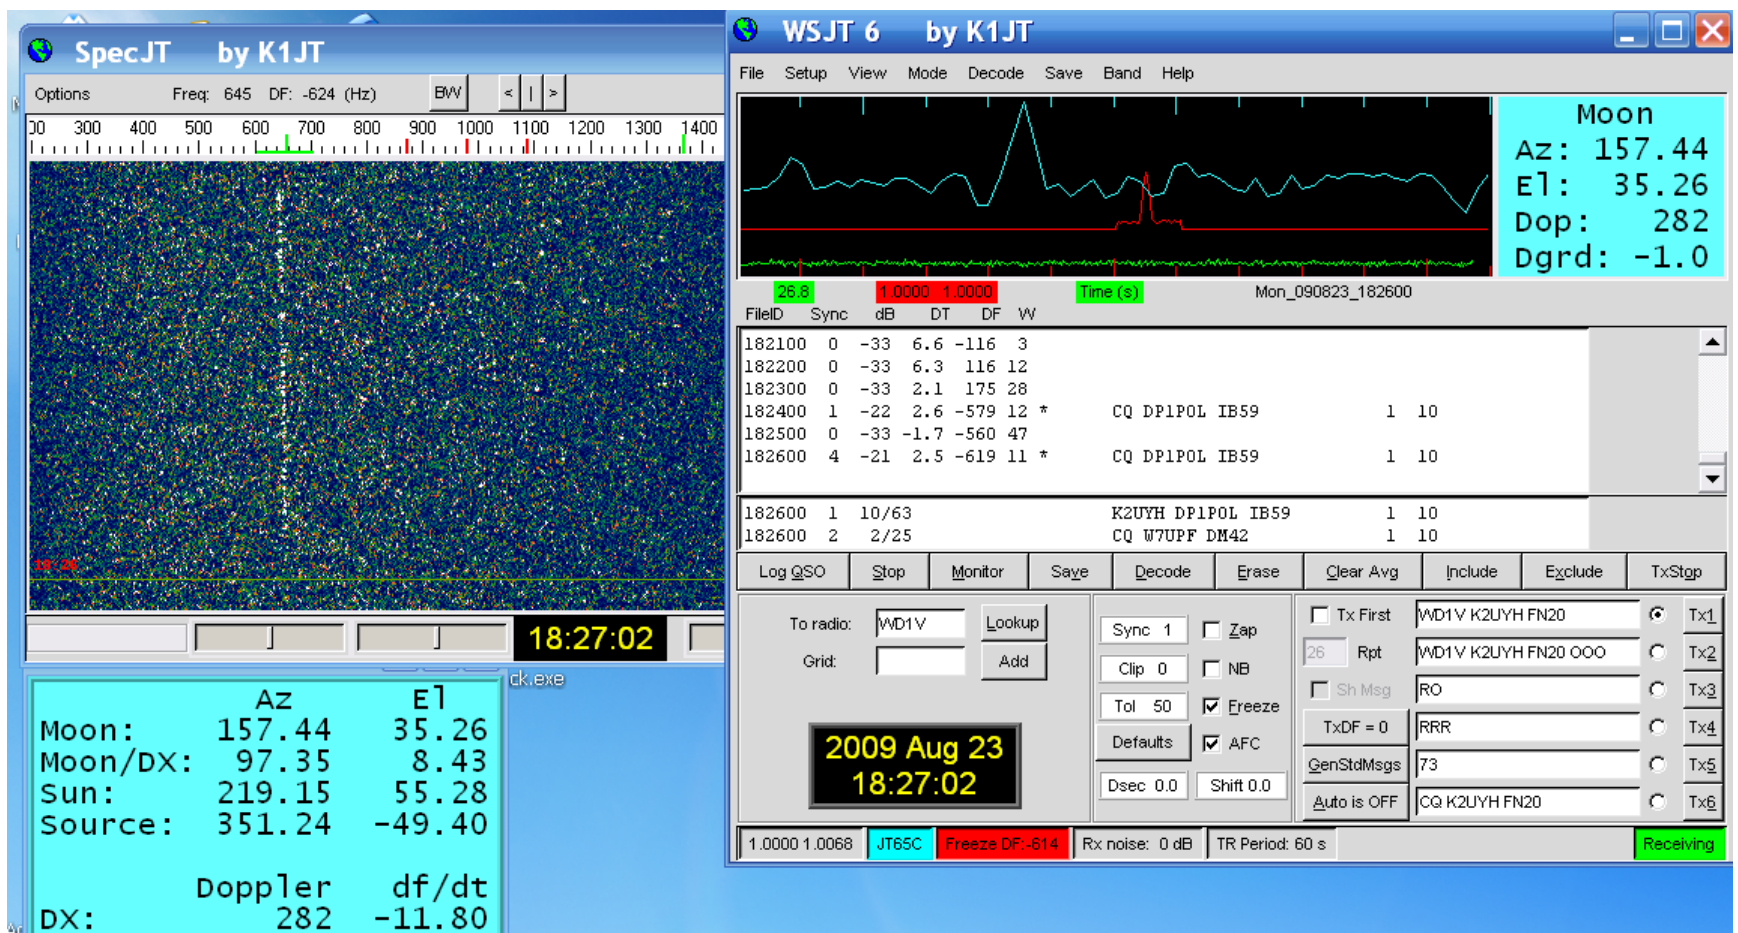 SpecJT by K1JT
Options Freq: 645 DF: -624 (Hz) BW < | >
300 400 500 600 700 800 900 1000 1100 1200 1300 1400
18:26
18:27:02
ck.exe
Az El
Moon: 157.44 35.26
Moon/DX: 97.35 8.43
Sun: 219.15 55.28
Source: 351.24 -49.40
Doppler df/dt
DX: 282 -11.80
WSJT 6 by K1JT
File Setup View Mode Decode Save Band Help
Moon
Az: 157.44
El: 35.26
Dop: 282
Dgrd: -1.0
26.8 1.0000 1.0000 Time (s) Mon_090823_182600
FileID Sync dB DT DF W
182100 0 -33 6.6 -116 3
182200 0 -33 6.3 116 12
182300 0 -33 2.1 175 28
182400 1 -22 2.6 -579 12 * CQ DP1POL IB59 1 10
182500 0 -33 -1.7 -560 47
182600 4 -21 2.5 -619 11 * CQ DP1POL IB59 1 10
182600 1 10/63 K2UYH DP1POL IB59 1 10
182600 2 2/25 CQ W7UPF DM42 1 10
Log QSO Stop Monitor Save Decode Erase Clear Avg Include Exclude TxStop
To radio: WD1V Lookup
Grid: Add
2009 Aug 23
18:27:02
Sync 1 Zap
Clip 0 NB
Tol 50 Freeze
Defaults AFC
Dsec 0.0 Shift 0.0
Tx First WD1V K2UYH FN20 Tx1
26 Rpt WD1V K2UYH FN20 OOO Tx2
Sh Msg RO Tx3
TxDF = 0 RRR Tx4
GenStdMsgs 73 Tx5
Auto is OFF CQ K2UYH FN20 Tx6
1.0000 1.0068 JT65C Freeze DF:-614 Rx noise: 0 dB TR Period: 60 s Receiving